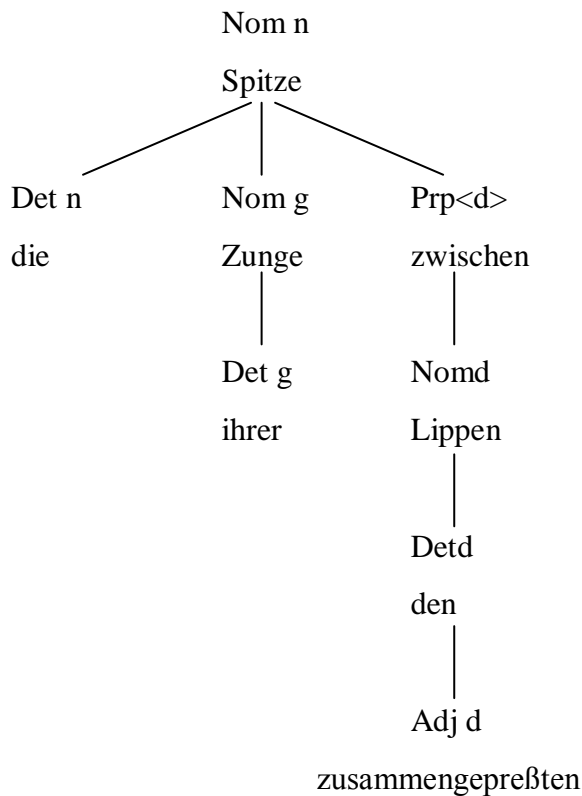 Nom n
Spitze
Det n Nom g Prp<d>
die Zunge zwischen
Det g Nomd
ihrer Lippen
Detd
den
Adj d
zusammengepreßten